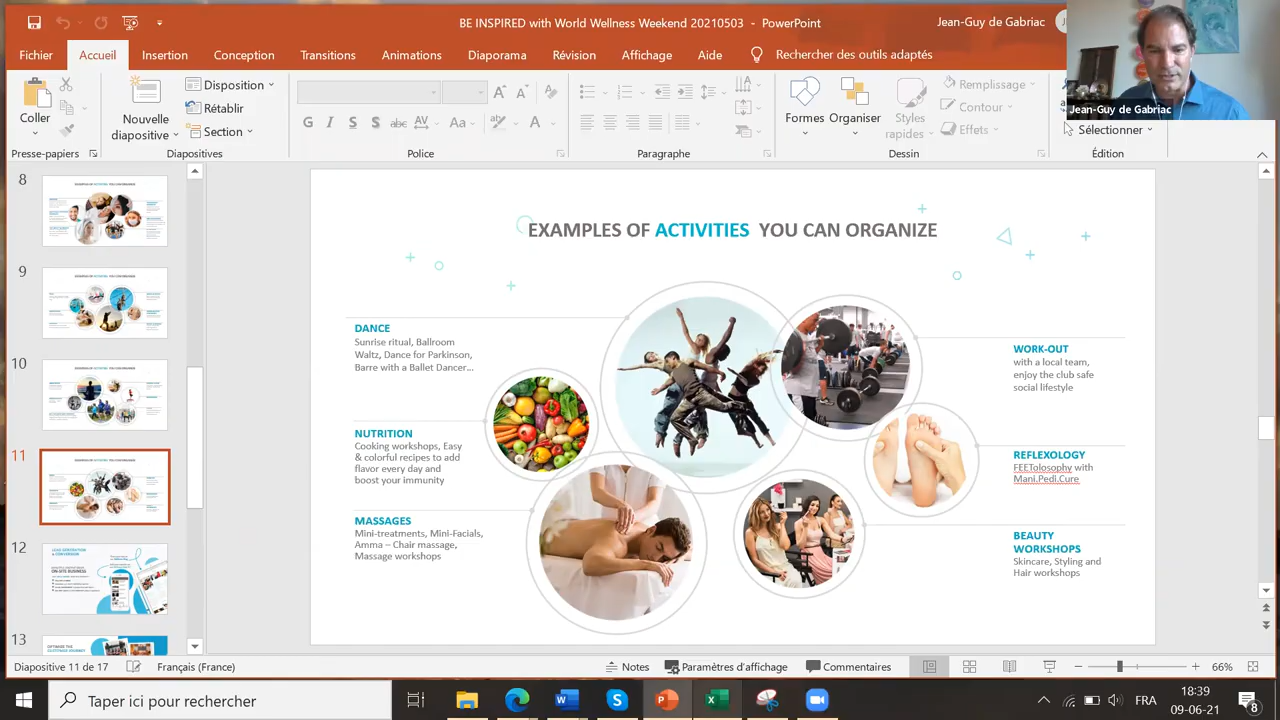 BE INSPIRED with World Wellness Weekend 20210503 - PowerPoint
Jean-Guy de Gabriac
Fichier Accueil Insertion Conception Transitions Animations Diaporama Révision Affichage Aide Rechercher des outils adaptés
Jean-Guy de Gabriac
Collé
Nouvelle
diapositive
Disposition
Rétablir
Section
G I S S abc AV Aa A
Formes Organiser Styles
rapides
Remplissage
Contour
Effets
Sélectionner
Presse-papiers Diapositives Police Paragraphe Dessin Édition
8
9
10
11
12
13
EXAMPLES OF ACTIVITIES YOU CAN ORGANIZE
DANCE
Sunrise ritual, Ballroom
Waltz, Dance for Parkinson,
Barre with a Ballet Dancer...
NUTRITION
Cooking workshops, Easy
& colorful recipes to add
flavor every day and
boost your immunity
MASSAGES
Mini-treatments, Mini-Facials,
Amma – Chair massage,
Massage workshops
WORK-OUT
with a local team,
enjoy the club safe
social lifestyle
REFLEXOLOGY
FEETolosophy with
Mani.Pedi.Cure
BEAUTY
WORKSHOPS
Skincare, Styling and
Hair workshops
Diapositive 11 de 17 Français (France) Notes Paramètres d'affichage Commentaires 66%
Taper ici pour rechercher
FRA
18:39
09-06-21
8